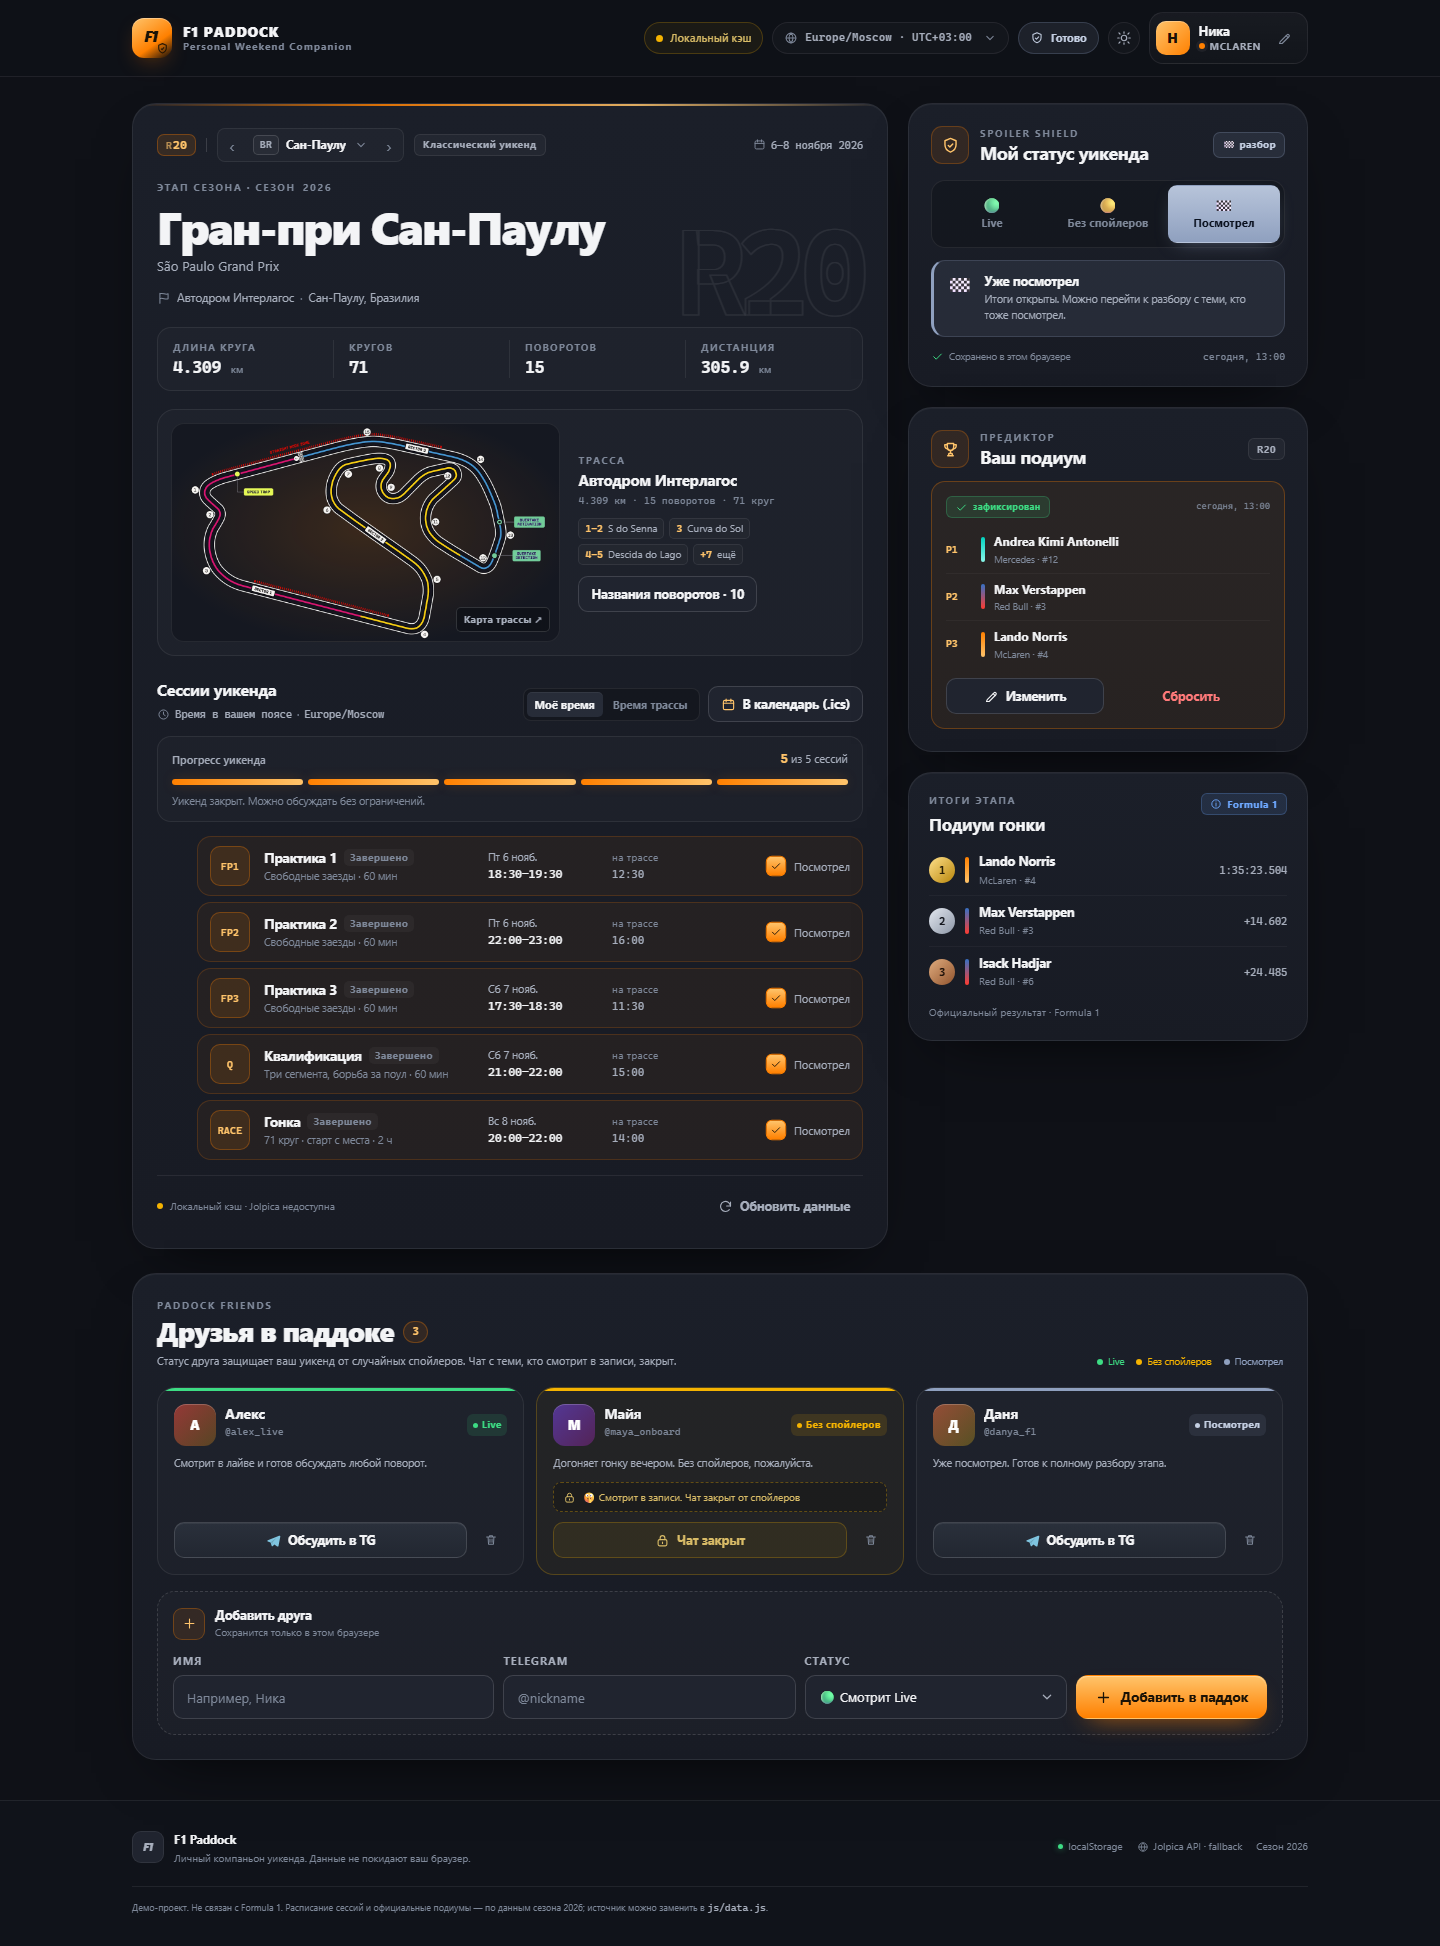 F1 F1 PADDOCK
Personal Weekend Companion
Локальный кэш
Europe/Moscow · UTC+03:00
Готово
Н Ника
MCLAREN
R20
‹ BR Сан-Паулу ›
Классический уикенд
6–8 ноября 2026
ЭТАП СЕЗОНА · СЕЗОН 2026
Гран-при Сан-Паулу
São Paulo Grand Prix
R20
Автодром Интерлагос · Сан-Паулу, Бразилия
ДЛИНА КРУГА
4.309 км
КРУГОВ
71
ПОВОРОТОВ
15
ДИСТАНЦИЯ
305.9 км
SPEED TRAP
Карта трассы ↗
ТРАССА
Автодром Интерлагос
4.309 км · 15 поворотов · 71 круг
1–2 S do Senna
3 Curva do Sol
4–5 Descida do Lago
+7 ещё
Названия поворотов · 10
Сессии уикенда
Время в вашем поясе · Europe/Moscow
Моё время
Время трассы
В календарь (.ics)
Прогресс уикенда
5 из 5 сессий
Уикенд закрыт. Можно обсуждать без ограничений.
FP1 Практика 1 Завершено
Свободные заезды · 60 мин
Пт 6 нояб.
18:30–19:30
на трассе
12:30
Посмотрел
FP2 Практика 2 Завершено
Свободные заезды · 60 мин
Пт 6 нояб.
22:00–23:00
на трассе
16:00
Посмотрел
FP3 Практика 3 Завершено
Свободные заезды · 60 мин
Сб 7 нояб.
17:30–18:30
на трассе
11:30
Посмотрел
Q Квалификация Завершено
Три сегмента, борьба за поул · 60 мин
Сб 7 нояб.
21:00–22:00
на трассе
15:00
Посмотрел
RACE Гонка Завершено
71 круг · старт с места · 2 ч
Вс 8 нояб.
20:00–22:00
на трассе
14:00
Посмотрел
Локальный кэш · Jolpica недоступна
Обновить данные
SPOILER SHIELD
Мой статус уикенда
разбор
Live
Без спойлеров
Посмотрел
Уже посмотрел
Итоги открыты. Можно перейти к разбору с теми, кто
тоже посмотрел.
Сохранено в этом браузере
сегодня, 13:00
ПРЕДИКТОР
Ваш подиум
R20
зафиксирован
сегодня, 13:00
P1 Andrea Kimi Antonelli
Mercedes · #12
P2 Max Verstappen
Red Bull · #3
P3 Lando Norris
McLaren · #4
Изменить
Сбросить
ИТОГИ ЭТАПА
Подиум гонки
Formula 1
1 Lando Norris
McLaren · #4
1:35:23.504
2 Max Verstappen
Red Bull · #3
+14.602
3 Isack Hadjar
Red Bull · #6
+24.485
Официальный результат · Formula 1
PADDOCK FRIENDS
Друзья в паддоке 3
Статус друга защищает ваш уикенд от случайных спойлеров. Чат с теми, кто смотрит в записи, закрыт.
Live
Без спойлеров
Посмотрел
А Алекс
@alex_live
Live
Смотрит в лайве и готов обсуждать любой поворот.
Обсудить в TG
М Майя
@maya_onboard
Без спойлеров
Догоняет гонку вечером. Без спойлеров, пожалуйста.
Смотрит в записи. Чат закрыт от спойлеров
Чат закрыт
Д Даня
@danya_f1
Посмотрел
Уже посмотрел. Готов к полному разбору этапа.
Обсудить в TG
Добавить друга
Сохранится только в этом браузере
ИМЯ
Например, Ника
TELEGRAM
@nickname
СТАТУС
Смотрит Live
Добавить в паддок
F1 F1 Paddock
Личный компаньон уикенда. Данные не покидают ваш браузер.
localStorage
Jolpica API · fallback
Сезон 2026
Демо-проект. Не связан с Formula 1. Расписание сессий и официальные подиумы — по данным сезона 2026; источник можно заменить в js/data.js.